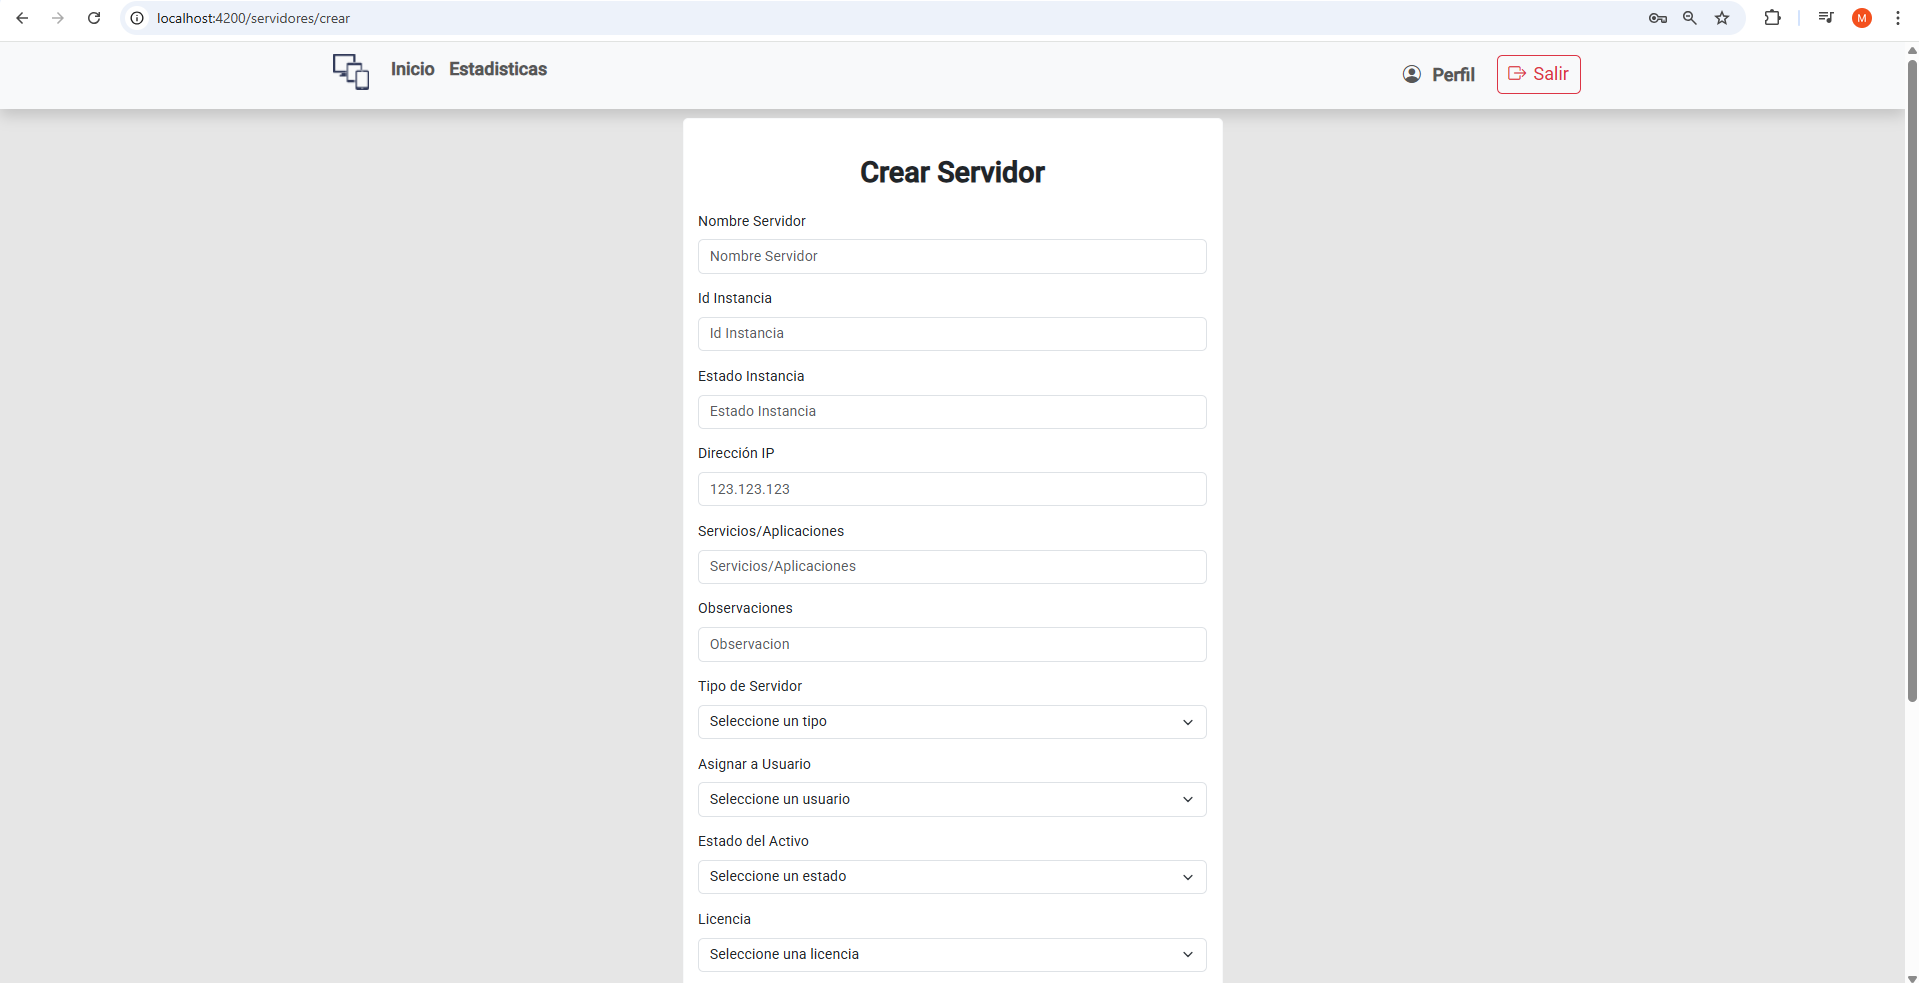 localhost:4200/servidores/crear
M
Inicio Estadisticas Perfil Salir
Crear Servidor
Nombre Servidor
Nombre Servidor
Id Instancia
Id Instancia
Estado Instancia
Estado Instancia
Dirección IP
123.123.123
Servicios/Aplicaciones
Servicios/Aplicaciones
Observaciones
Observacion
Tipo de Servidor
Seleccione un tipo
Asignar a Usuario
Seleccione un usuario
Estado del Activo
Seleccione un estado
Licencia
Seleccione una licencia